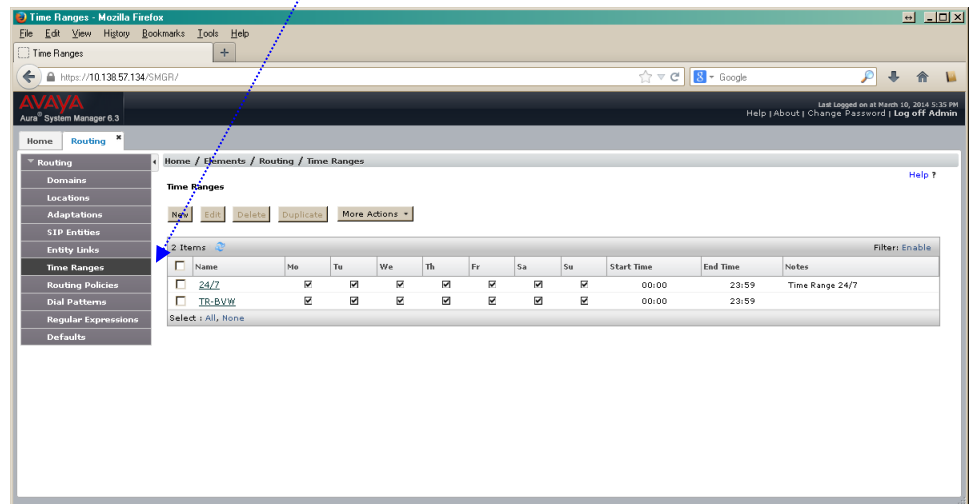 Time Ranges - Mozilla Firefox
File Edit View History Bookmarks Tools Help
Time Ranges +
https://10.138.57.134/SMGR/
Google
AVAYA
Aura® System Manager 6.3
Last Logged on at March 10, 2014 5:35 PM
Help | About | Change Password | Log off Admin
Home Routing ×
Routing
Domains
Locations
Adaptations
SIP Entities
Entity Links
Time Ranges
Routing Policies
Dial Patterns
Regular Expressions
Defaults
Home / Elements / Routing / Time Ranges
Help ?
Time Ranges
New Edit Delete Duplicate More Actions
2 Items Filter: Enable
Name Mo Tu We Th Fr Sa Su Start Time End Time Notes
24/7 00:00 23:59 Time Range 24/7
TR-BVW 00:00 23:59
Select : All, None